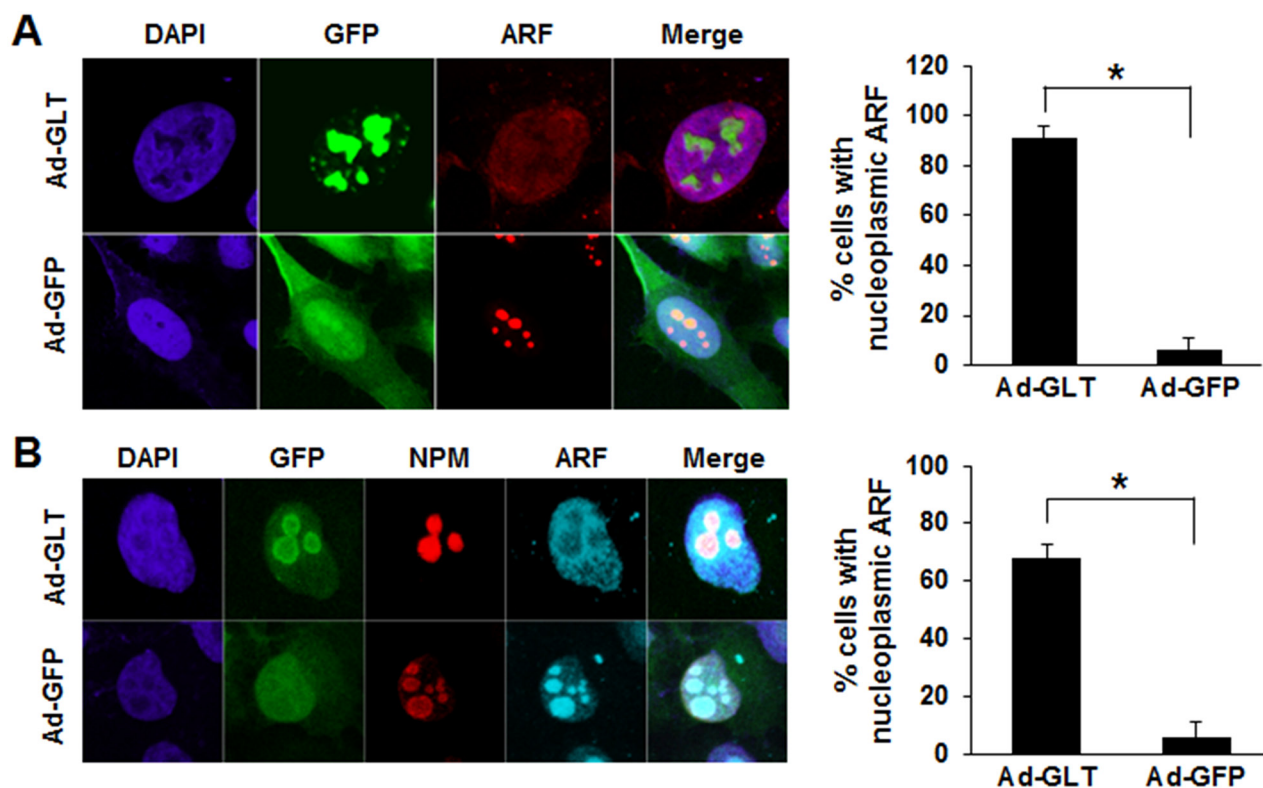 A
DAPI GFP ARF Merge
Ad-GLT
Ad-GFP
% cells with
nucleoplasmic ARF
120
100
80
60
40
20
0
*
Ad-GLT Ad-GFP
B
DAPI GFP NPM ARF Merge
Ad-GLT
Ad-GFP
% cells with
nucleoplasmic ARF
100
80
60
40
20
0
*
Ad-GLT Ad-GFP